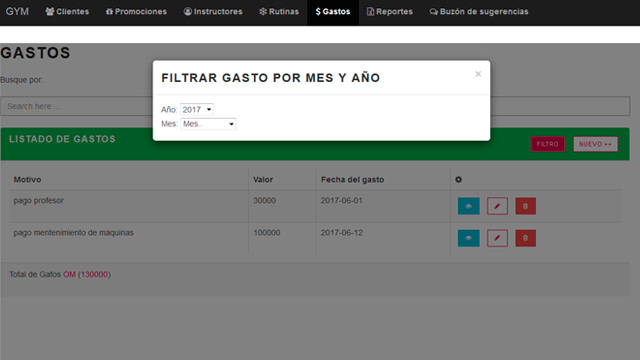 GYM Clientes Promociones Instructores Rutinas $ Gastos Reportes Buzón de sugerencias
GASTOS
Busque por:
Search here ...
FILTRAR GASTO POR MES Y AÑO ×
Año: 2017
Mes: Mes..
LISTADO DE GASTOS FILTRO NUEVO ++
Motivo Valor Fecha del gasto
pago profesor 30000 2017-06-01
pago mentenimiento de maquinas 100000 2017-06-12
Total de Gatos OM (130000)